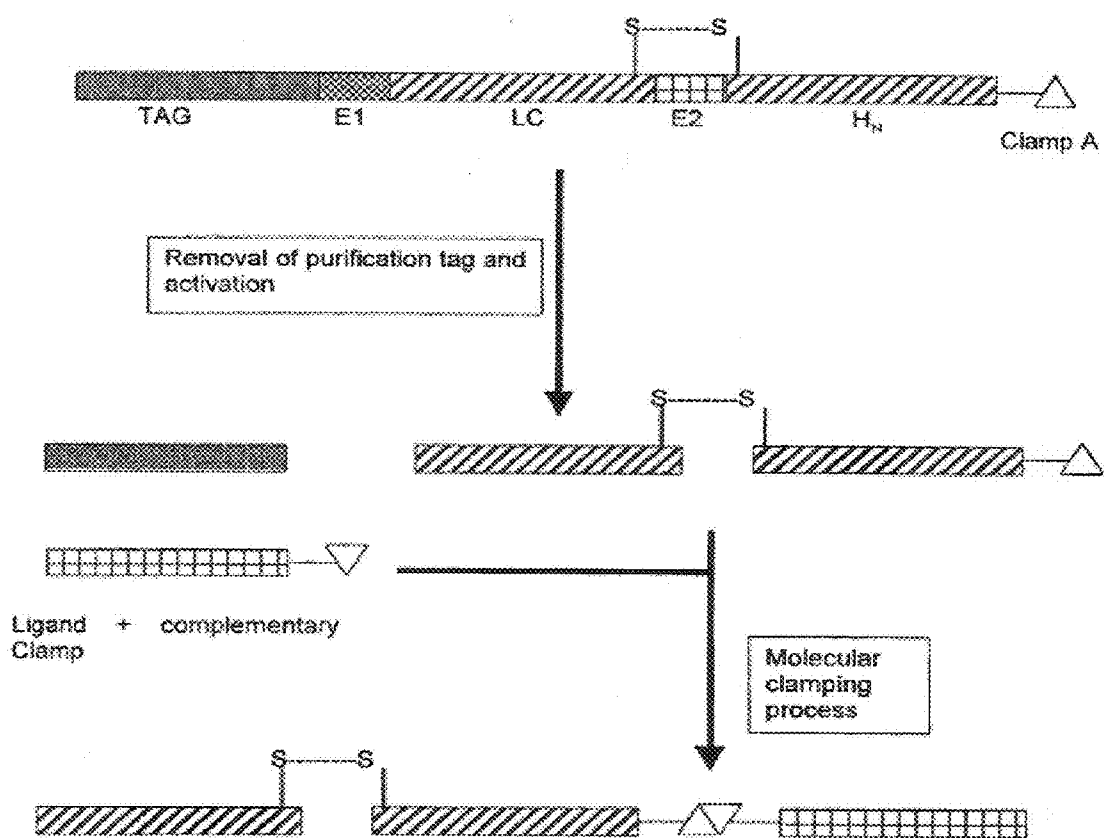 S-------S
TAG E1 LC E2 HN
Clamp A
Removal of purification tag and
activation
S-------S
Ligand + complementary
Clamp
Molecular
clamping
process
S-------S